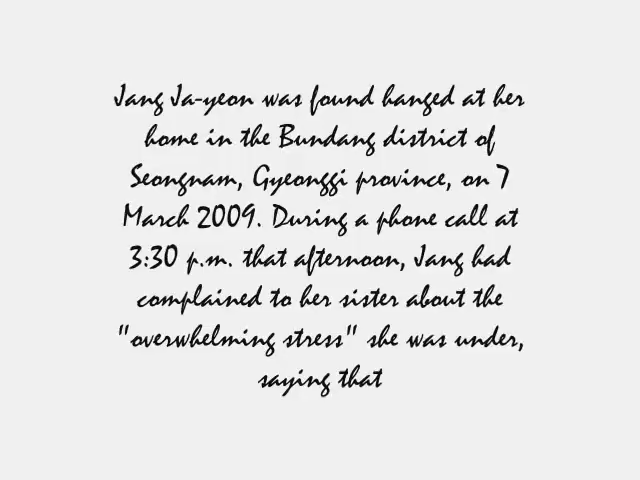 Jang Ja-yeon was found hanged at her
home in the Bundang district of
Seongnam, Gyeonggi province, on 7
March 2009. During a phone call at
3:30 p.m. that afternoon, Jang had
complained to her sister about the
"overwhelming stress" she was under,
saying that